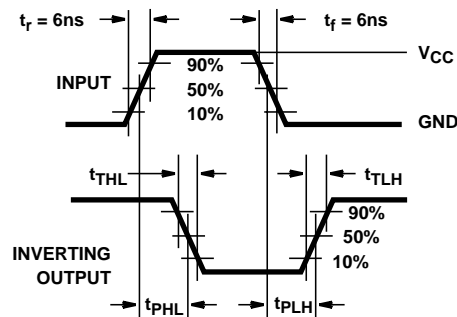 tr = 6ns
tf = 6ns
VCC
90%
INPUT
50%
10%
GND
tTHL
tTLH
90%
50%
INVERTING
OUTPUT
10%
tPHL
tPLH